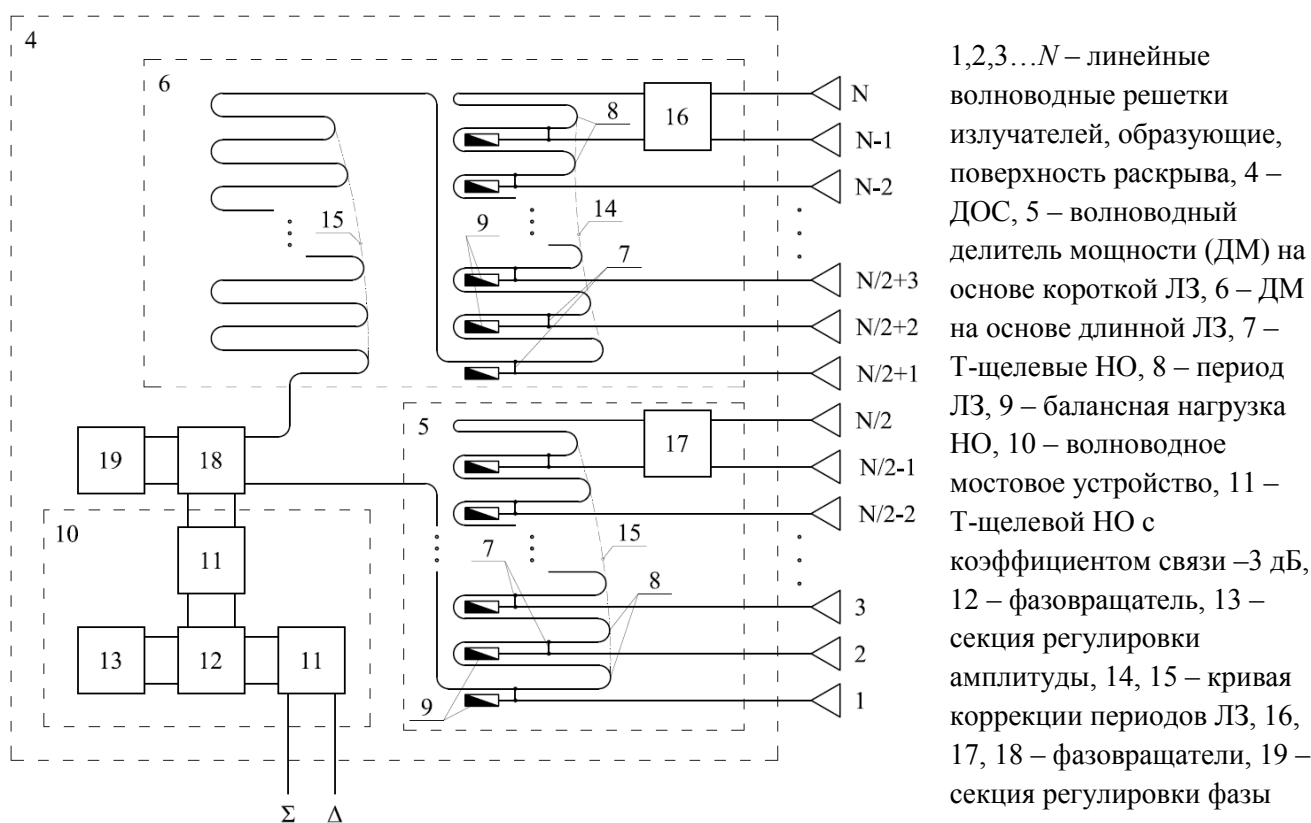 4
6
8
16
N
N-1
N-2
15
9
14
7
N/2+3
N/2+2
N/2+1
5
17
N/2
N/2-1
N/2-2
19
18
10
11
7
15
8
3
13
12
11
9
2
1
Σ
Δ
1,2,3…N – линейные
волноводные решетки
излучателей, образующие,
поверхность раскрыва, 4 –
ДОС, 5 – волноводный
делитель мощности (ДМ) на
основе короткой ЛЗ, 6 – ДМ
на основе длинной ЛЗ, 7 –
Т-щелевые НО, 8 – период
ЛЗ, 9 – балансная нагрузка
НО, 10 – волноводное
мостовое устройство, 11 –
Т-щелевой НО с
коэффициентом связи –3 дБ,
12 – фазовращатель, 13 –
секция регулировки
амплитуды, 14, 15 – кривая
коррекции периодов ЛЗ, 16,
17, 18 – фазовращатели, 19 –
секция регулировки фазы